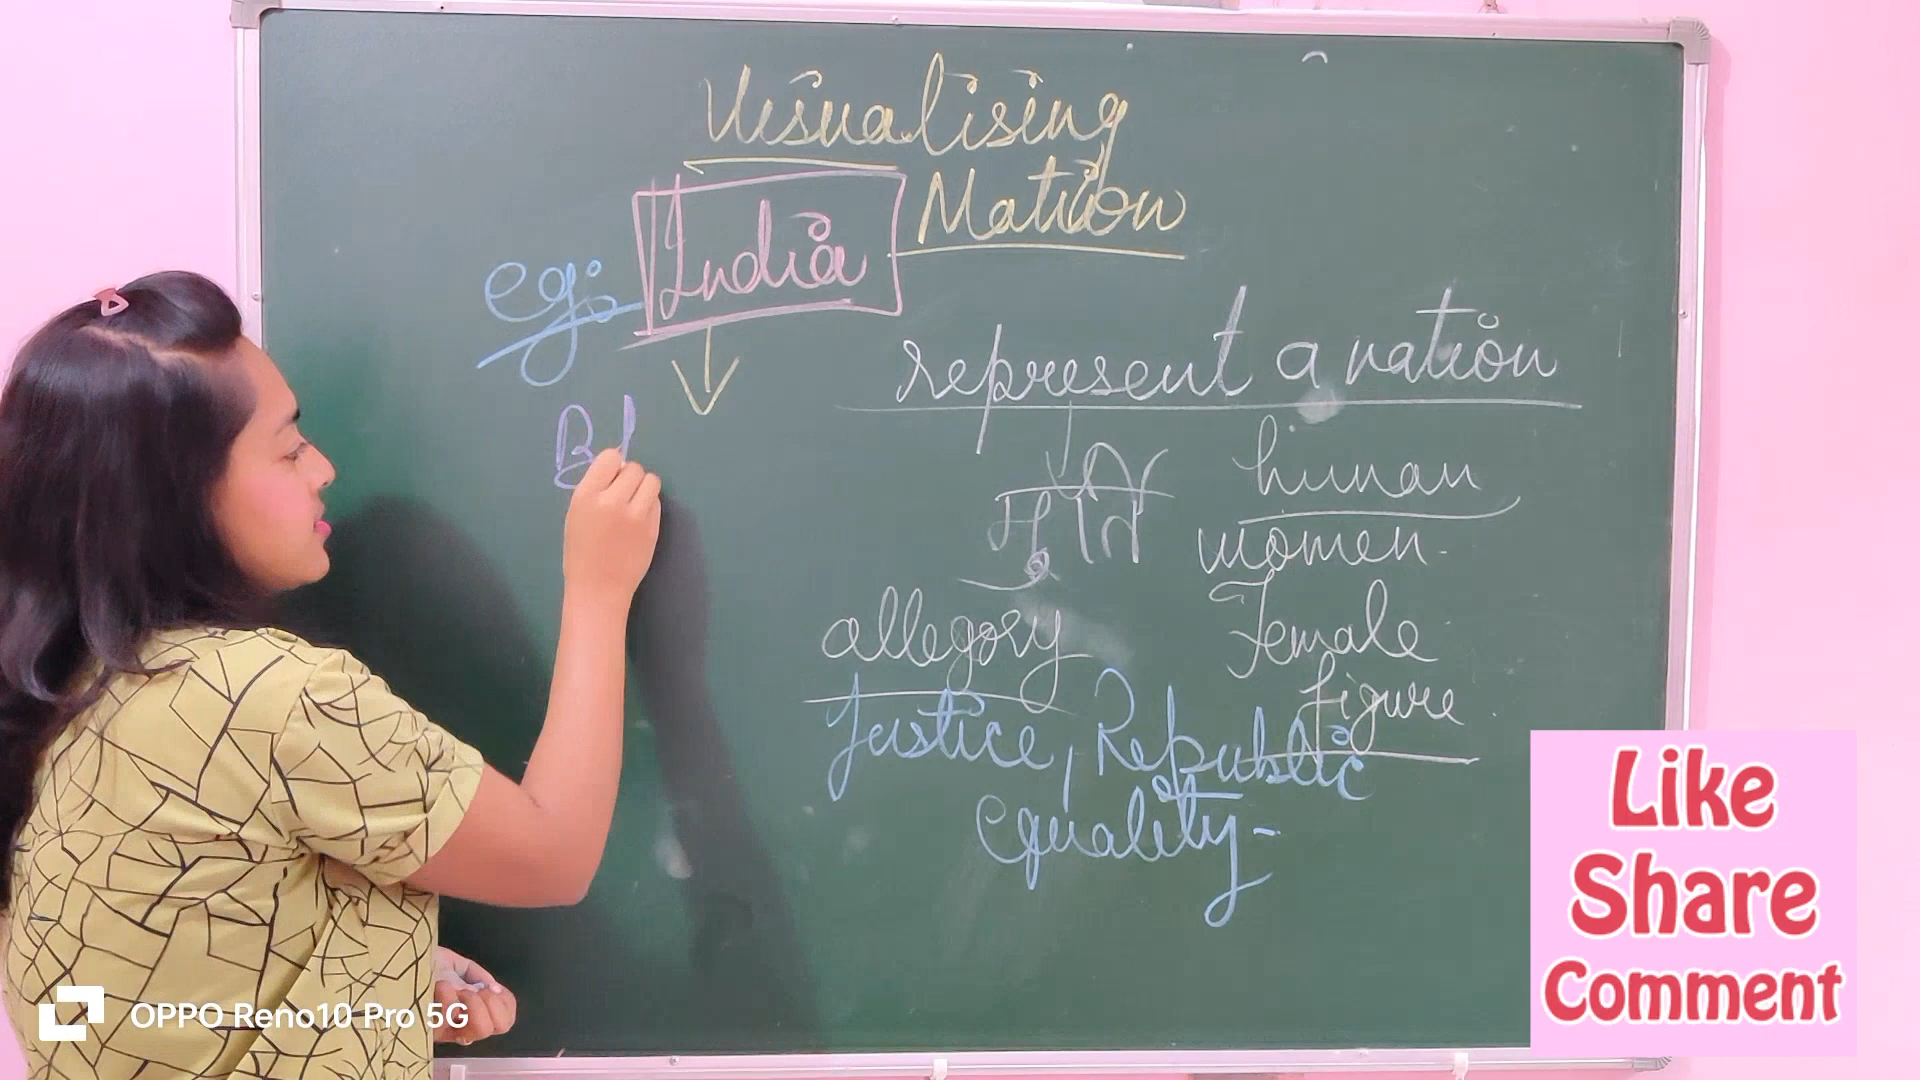 Visualising
Nation
eg:
India
represent a nation
मूर्ति
human
women
allegory
Female
figure
Justice, Republic
equality
Like
Share
Comment
OPPO Reno10 Pro 5G